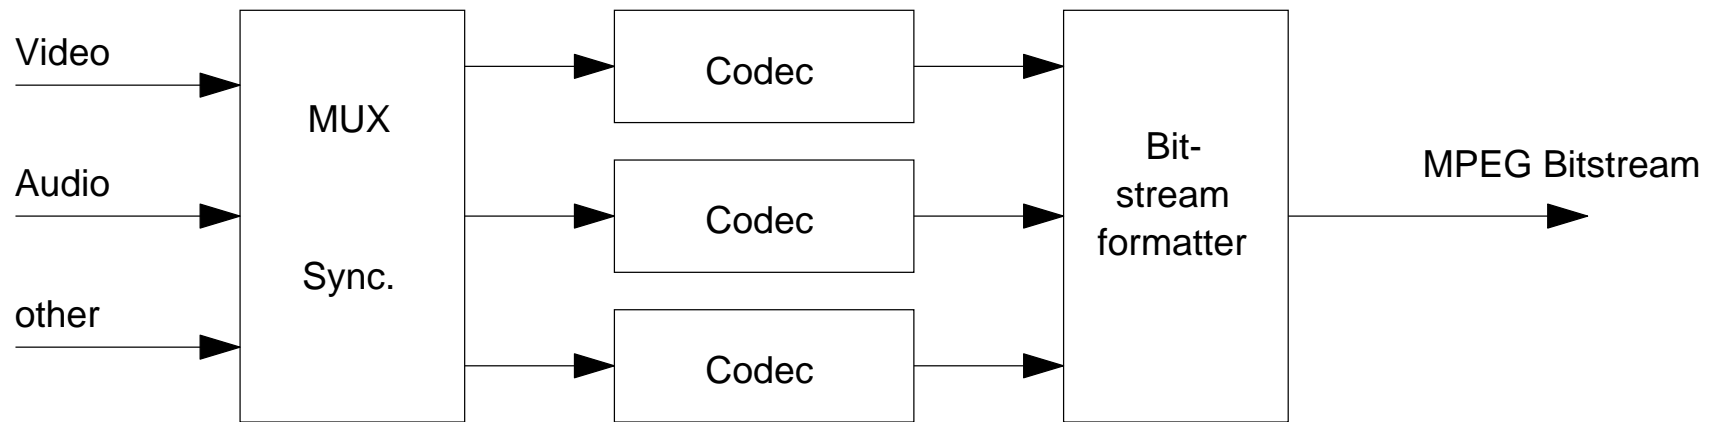 Video
Audio
other
MUX
Sync.
Codec
Codec
Codec
Bit-
stream
formatter
MPEG Bitstream